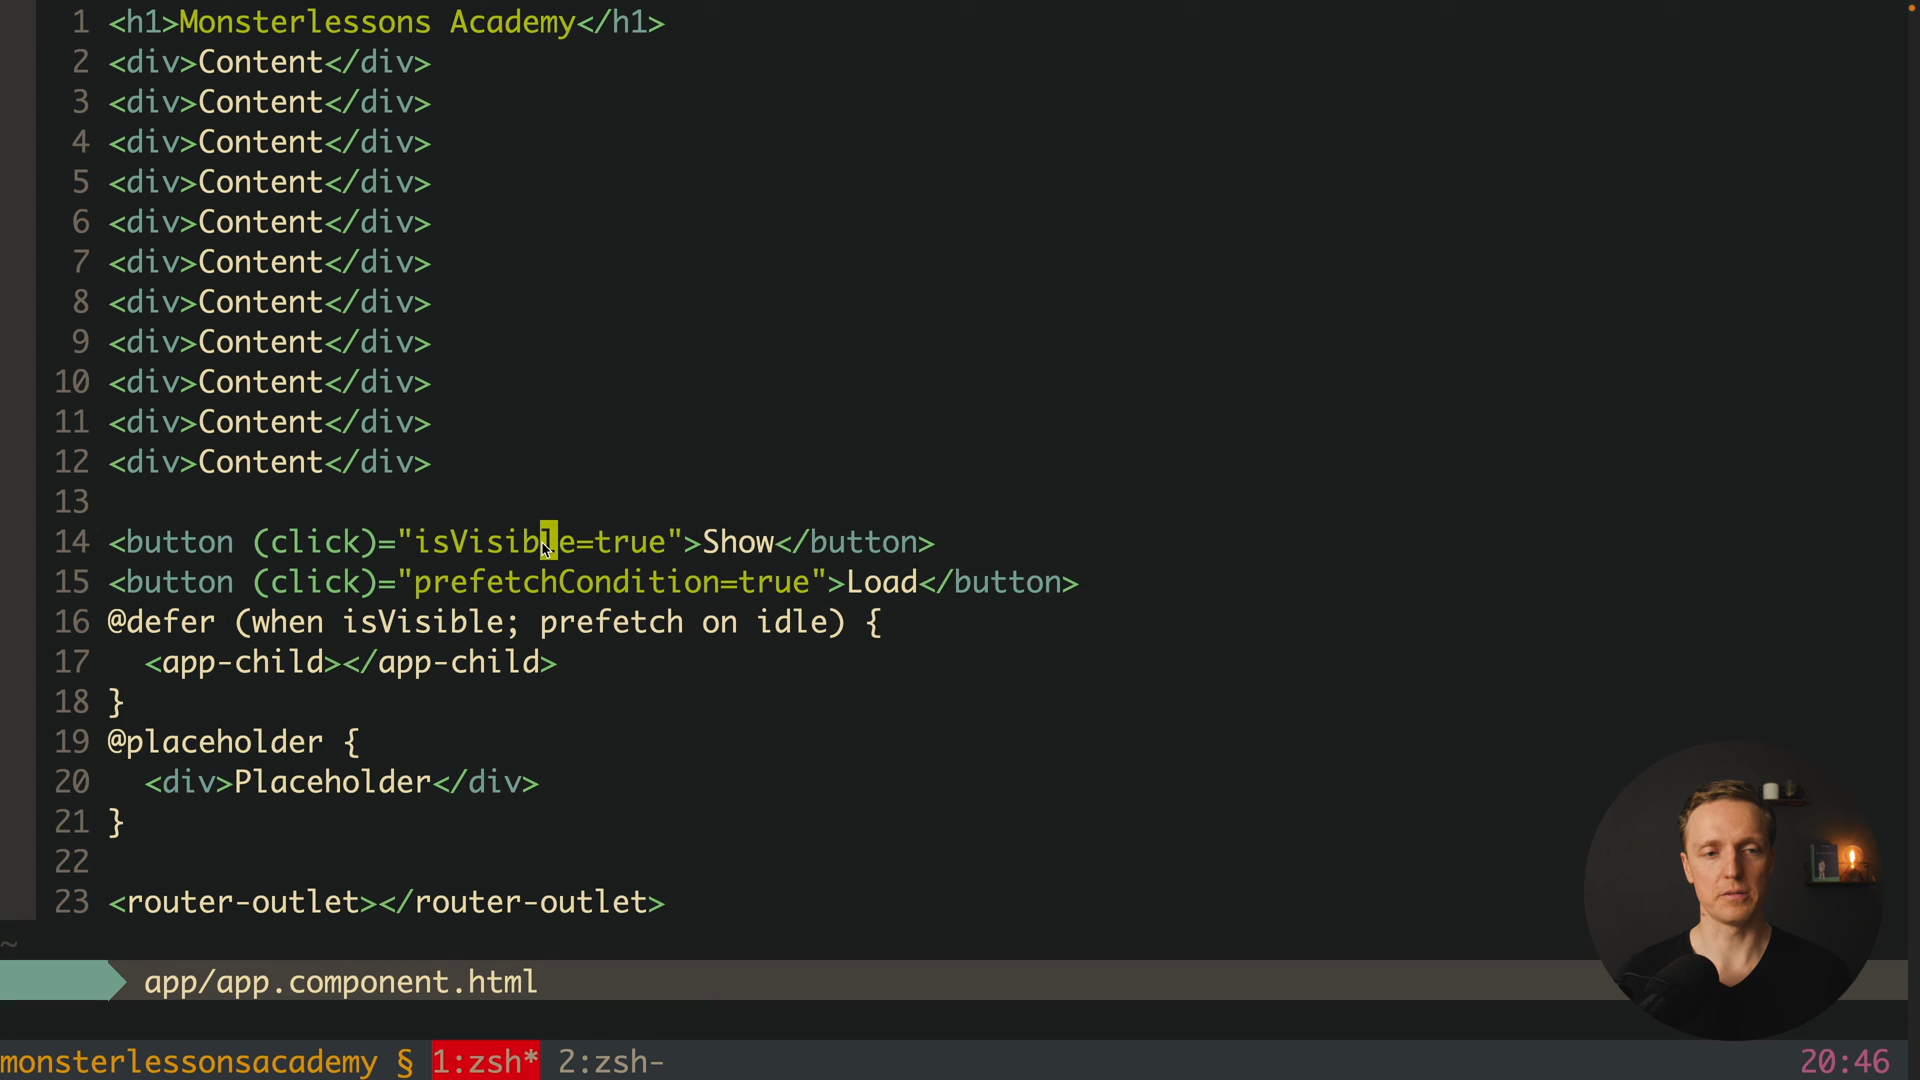 1 <h1>Monsterlessons Academy</h1>
2 <div>Content</div>
3 <div>Content</div>
4 <div>Content</div>
5 <div>Content</div>
6 <div>Content</div>
7 <div>Content</div>
8 <div>Content</div>
9 <div>Content</div>
10 <div>Content</div>
11 <div>Content</div>
12 <div>Content</div>
13
14 <button (click)="isVisible=true">Show</button>
15 <button (click)="prefetchCondition=true">Load</button>
16 @defer (when isVisible; prefetch on idle) {
17   <app-child></app-child>
18 }
19 @placeholder {
20   <div>Placeholder</div>
21 }
22
23 <router-outlet></router-outlet>
~
app/app.component.html
monsterlessonsacademy § 1:zsh* 2:zsh- 20:46